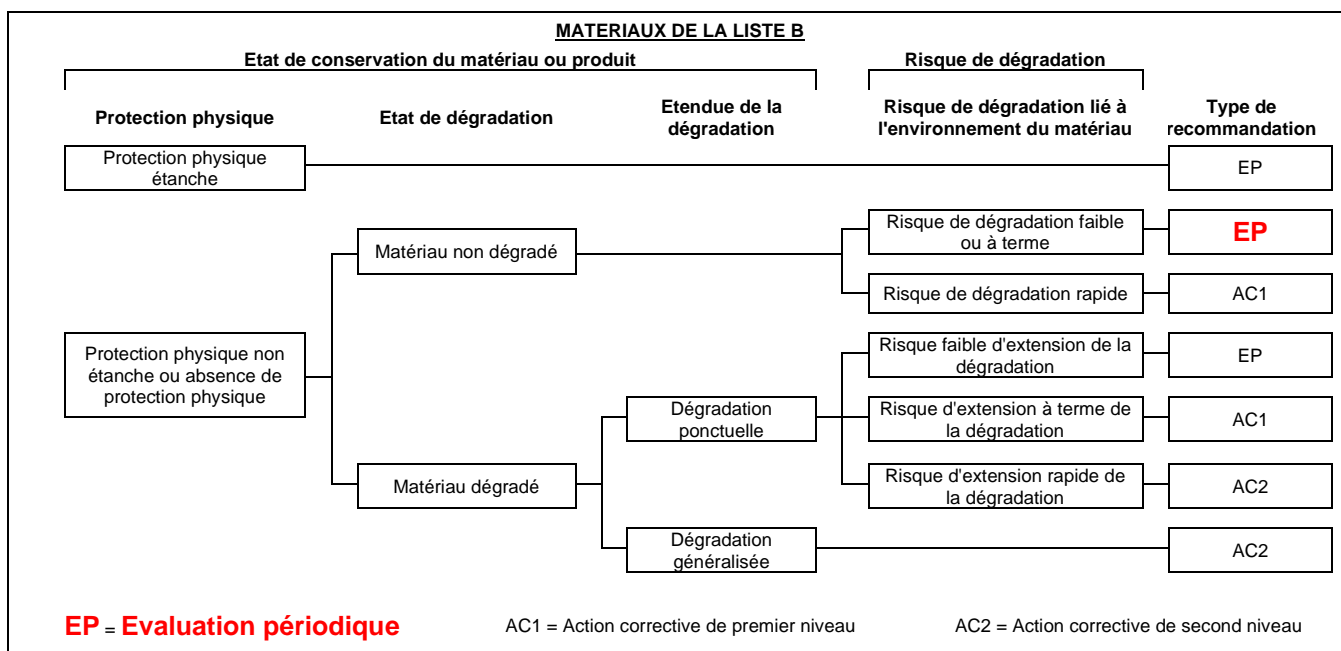 MATERIAUX DE LA LISTE B
Etat de conservation du matériau ou produit
Risque de dégradation
Protection physique
Etat de dégradation
Etendue de la
dégradation
Risque de dégradation lié à
l'environnement du matériau
Type de
recommandation
Protection physique
étanche
EP
Risque de dégradation faible
ou à terme
EP
Matériau non dégradé
Risque de dégradation rapide
AC1
Protection physique non
étanche ou absence de
protection physique
Risque faible d'extension de la
dégradation
EP
Dégradation
ponctuelle
Risque d'extension à terme de
la dégradation
AC1
Matériau dégradé
Risque d'extension rapide de
la dégradation
AC2
Dégradation
généralisée
AC2
EP = Evaluation périodique
AC1 = Action corrective de premier niveau
AC2 = Action corrective de second niveau